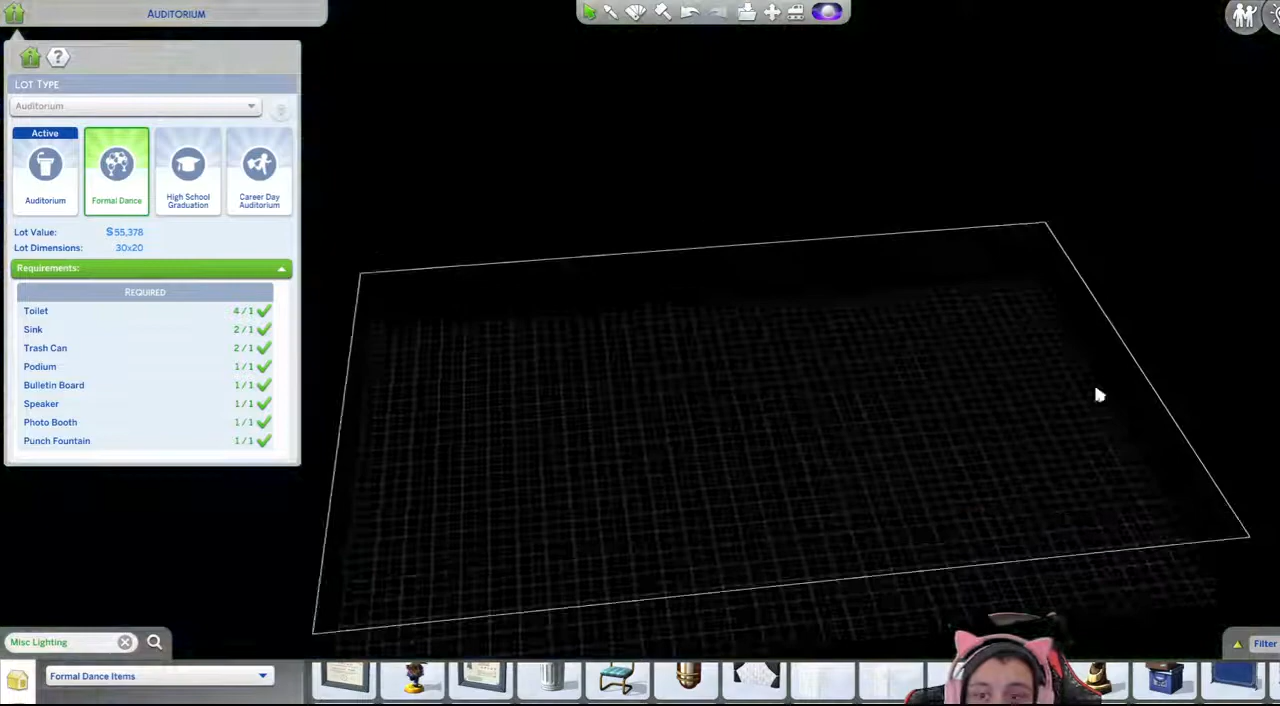 AUDITORIUM
LOT TYPE
Auditorium
Active
Auditorium
Formal Dance
High School
Graduation
Career Day
Auditorium
Lot Value: §55,378
Lot Dimensions: 30x20
Requirements:
REQUIRED
Toilet 4/1
Sink 2/1
Trash Can 2/1
Podium 1/1
Bulletin Board 1/1
Speaker 1/1
Photo Booth 1/1
Punch Fountain 1/1
Misc Lighting
Filter
Formal Dance Items